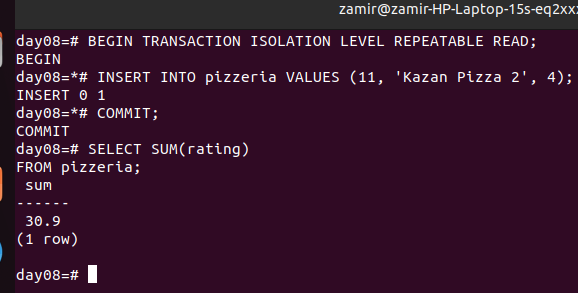 zamir@zamir-HP-Laptop-15s-eq2xx
day08=# BEGIN TRANSACTION ISOLATION LEVEL REPEATABLE READ;
BEGIN
day08=*# INSERT INTO pizzeria VALUES (11, 'Kazan Pizza 2', 4);
INSERT 0 1
day08=*# COMMIT;
COMMIT
day08=# SELECT SUM(rating)
FROM pizzeria;
sum
------
30.9
(1 row)
day08=#